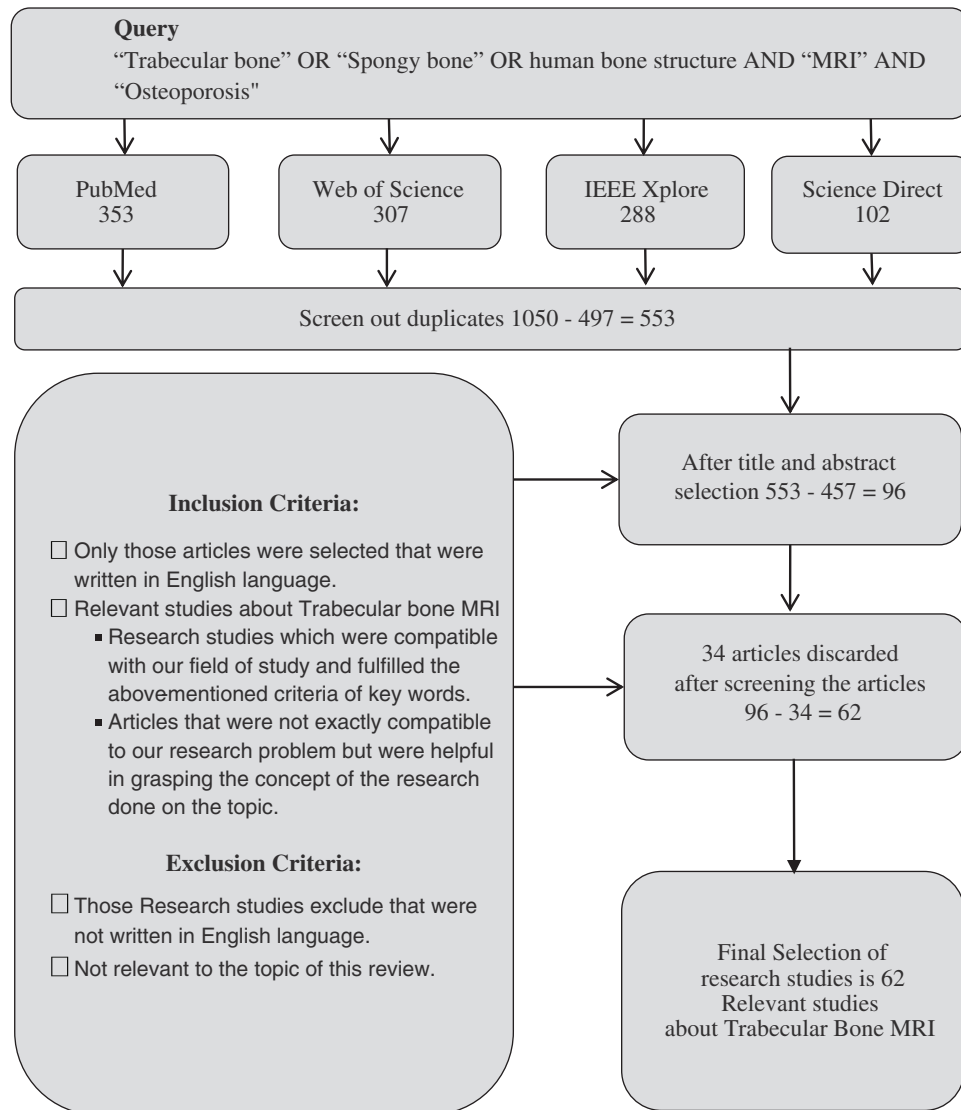 Query
“Trabecular bone” OR “Spongy bone” OR human bone structure AND “MRI” AND
“Osteoporosis"
PubMed
353
Web of Science
307
IEEE Xplore
288
Science Direct
102
Screen out duplicates 1050 - 497 = 553
After title and abstract
selection 553 - 457 = 96
Inclusion Criteria:
Only those articles were selected that were
written in English language.
Relevant studies about Trabecular bone MRI
Research studies which were compatible
with our field of study and fulfilled the
abovementioned criteria of key words.
Articles that were not exactly compatible
to our research problem but were helpful
in grasping the concept of the research
done on the topic.
Exclusion Criteria:
Those Research studies exclude that were
not written in English language.
Not relevant to the topic of this review.
34 articles discarded
after screening the articles
96 - 34 = 62
Final Selection of
research studies is 62
Relevant studies
about Trabecular Bone MRI